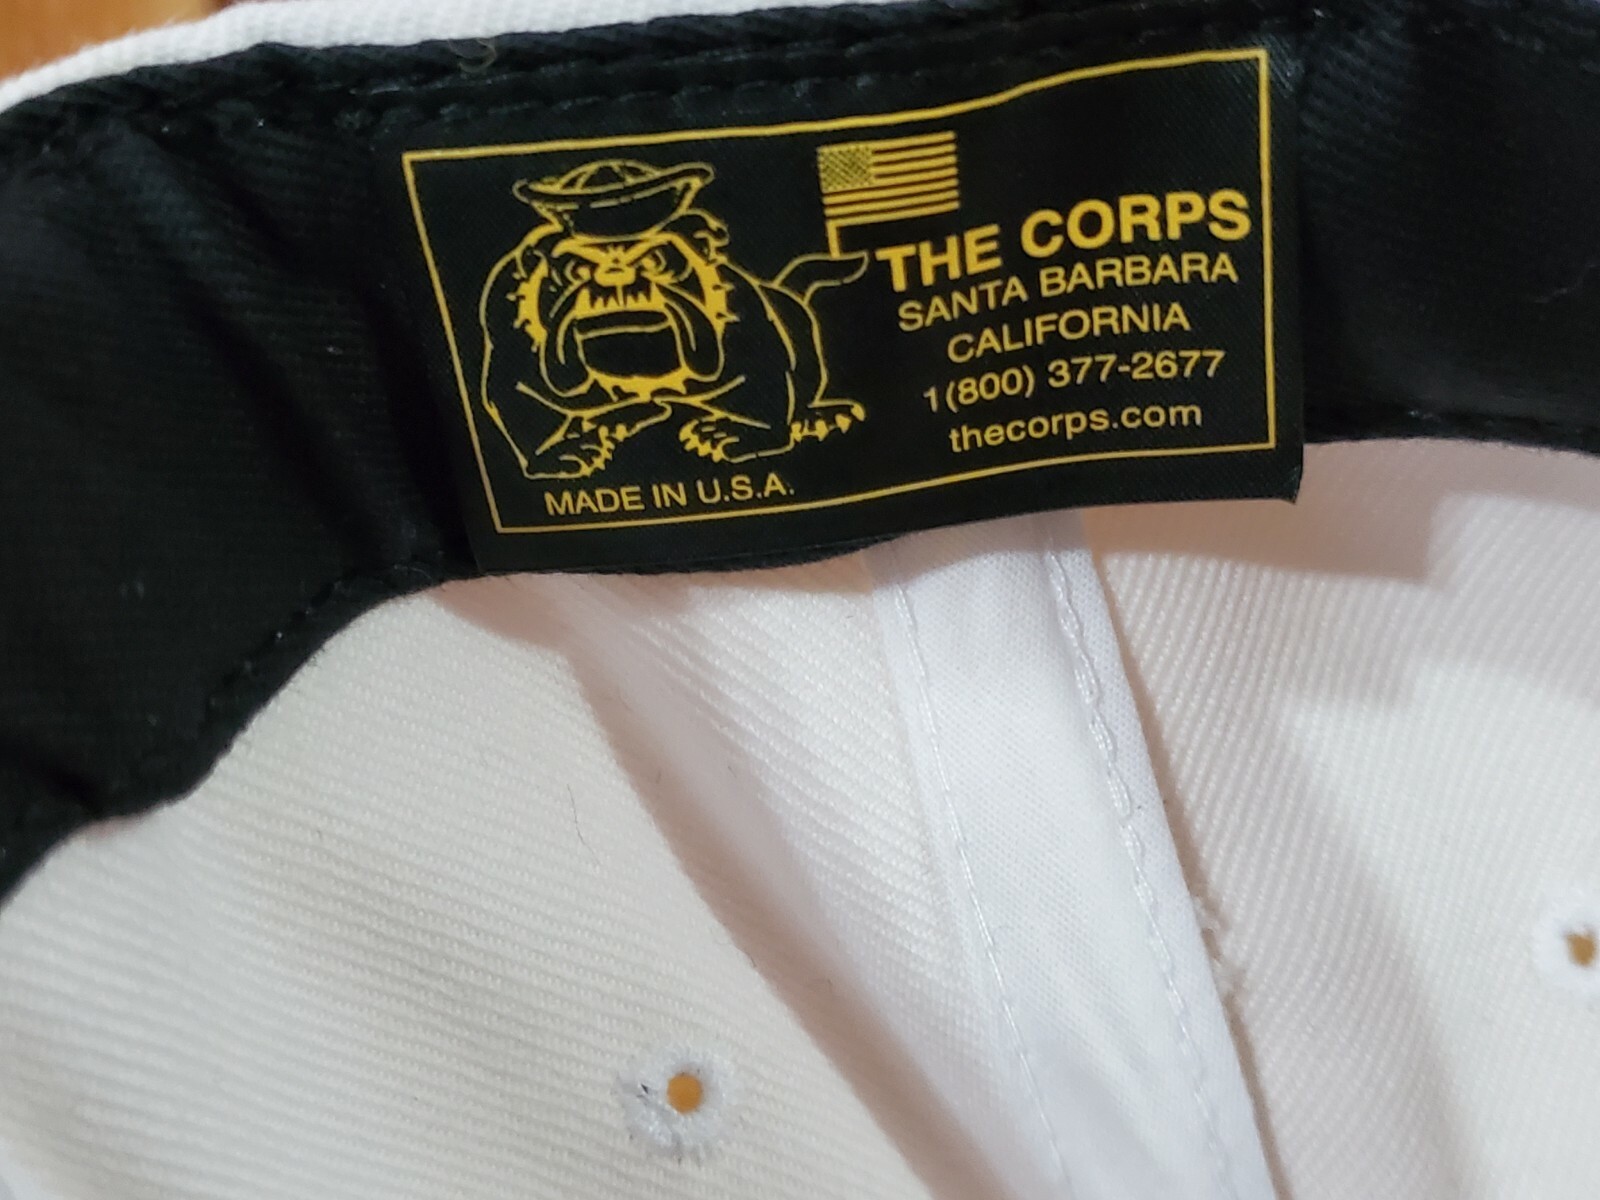 THE CORPS
SANTA BARBARA
CALIFORNIA
1(800) 377-2677
thecorps.com
MADE IN U.S.A.